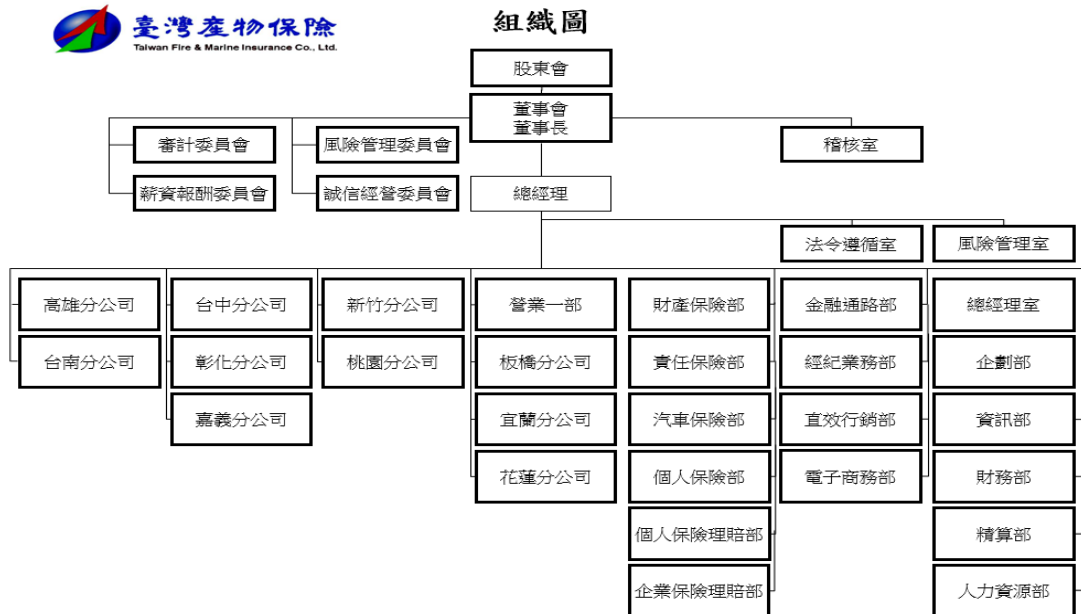 臺灣產物保險
Taiwan Fire & Marine Insurance Co., Ltd.
組織圖
股東會
董事會
董事長
審計委員會
風險管理委員會
稽核室
薪資報酬委員會
誠信經營委員會
總經理
法令遵循室
風險管理室
高雄分公司
台中分公司
新竹分公司
營業一部
財產保險部
金融通路部
總經理室
台南分公司
彰化分公司
桃園分公司
板橋分公司
責任保險部
經紀業務部
企劃部
嘉義分公司
宜蘭分公司
汽車保險部
直效行銷部
資訊部
花蓮分公司
個人保險部
電子商務部
財務部
個人保險理賠部
精算部
企業保險理賠部
人力資源部